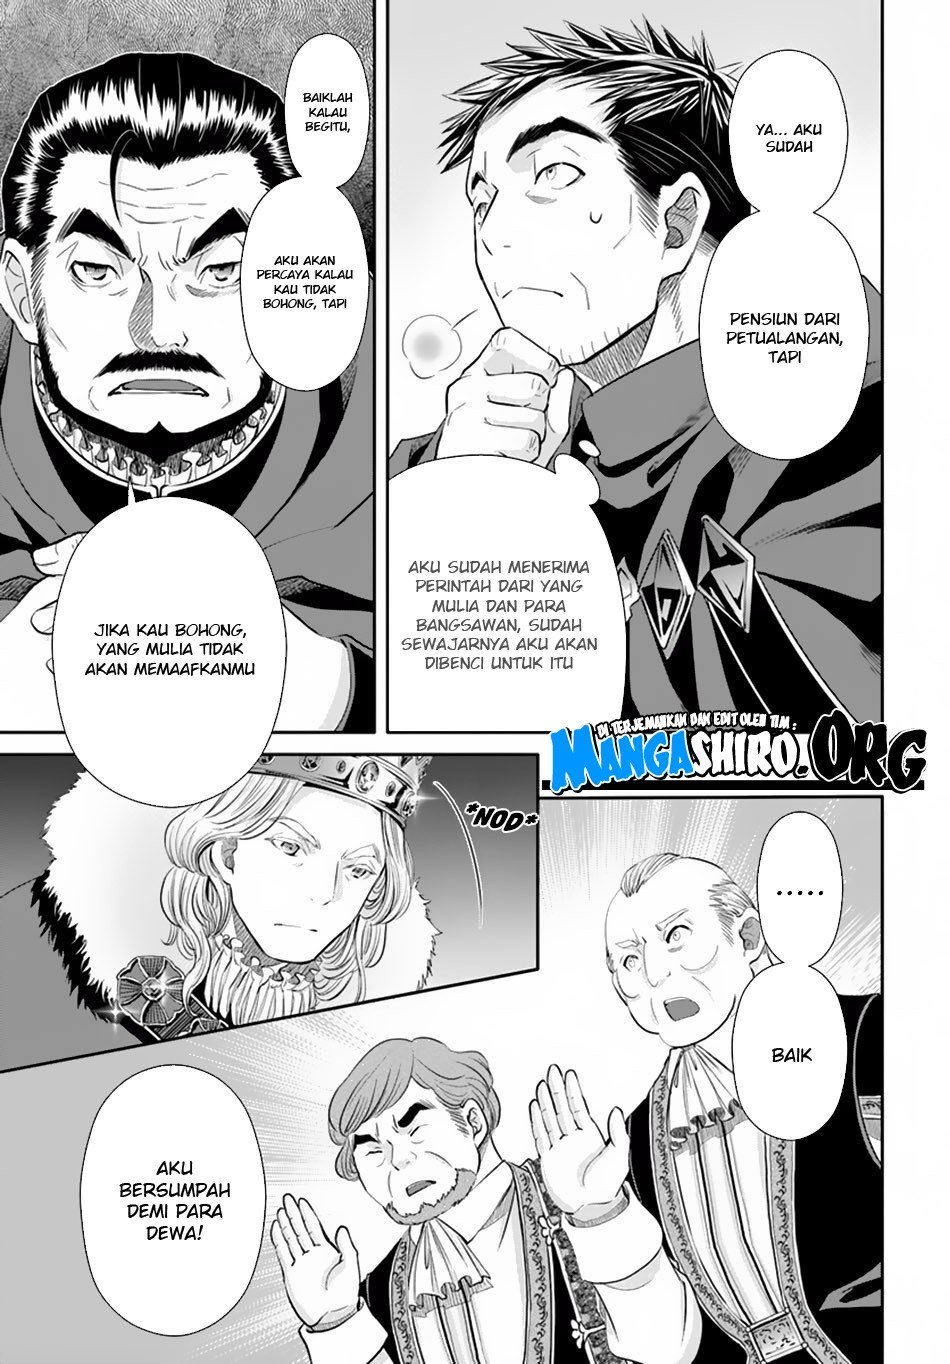 YA... AKU
SUDAH
PENSIUN DARI
PETUALANGAN,
TAPI
AKU SUDAH MENERIMA
PERINTAH DARI YANG
MULIA DAN PARA
BANGSAWAN, SUDAH
SEWAJARNYA AKU AKAN
DIBENCI UNTUK ITU
BAIKLAH
KALAU
BEGITU,
AKU AKAN
PERCAYA KALAU
KAU TIDAK
BOHONG, TAPI
JIKA KAU BOHONG,
YANG MULIA TIDAK
AKAN MEMAAFKANMU
DI TERJEMAHKAN DAN EDIT OLEH TIM :
MANGASHIRO.ORG
*NOD*
.....
BAIK
AKU
BERSUMPAH
DEMI PARA
DEWA!